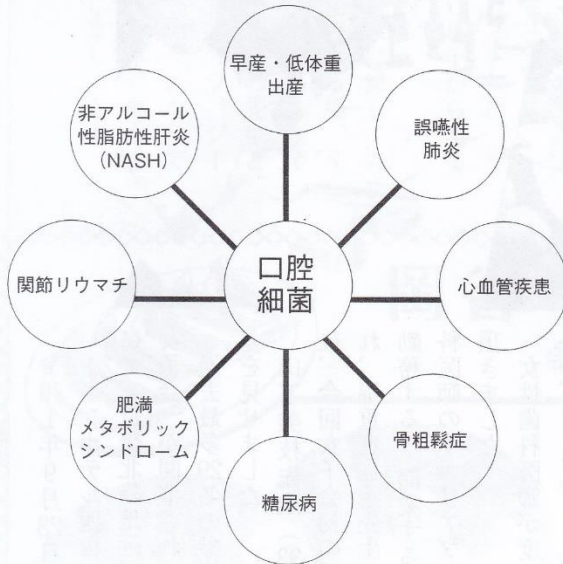 早産・低体重
出産
非アルコール
性脂肪性肝炎
(NASH)
誤嚥性
肺炎
口腔
細菌
関節リウマチ
心血管疾患
肥満
メタボリック
シンドローム
骨粗鬆症
糖尿病